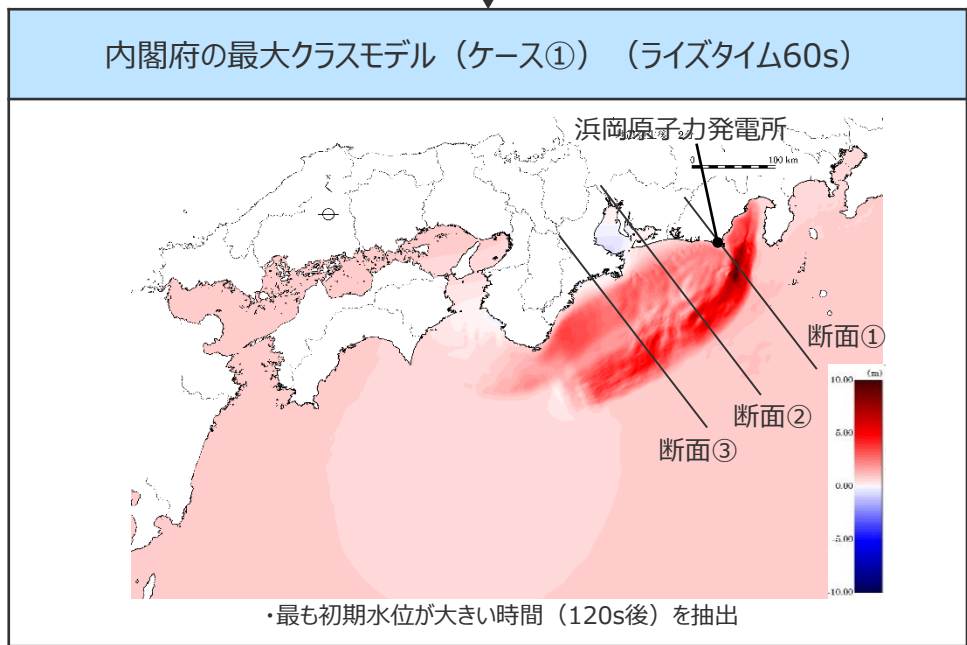 内閣府の最大クラスモデル（ケース①）（ライズタイム60s）
浜岡原子力発電所
0 100 km
N
断面①
断面②
断面③
(m)
10.00
5.00
0.00
-5.00
-10.00
・最も初期水位が大きい時間（120s後）を抽出